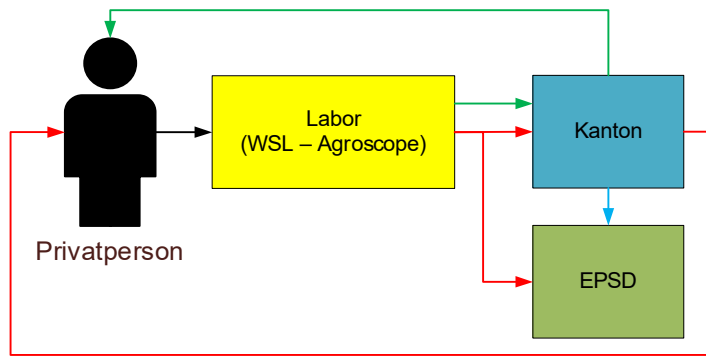 Labor
(WSL – Agroscope)
Kanton
Privatperson
EPSD